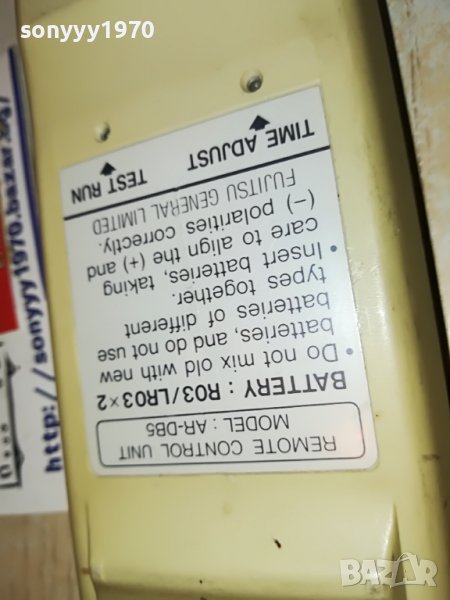 sonyyy1970
REMOTE CONTROL UNIT
MODEL : AR-DB5
BATTERY : R03/LR03×2
• Do not mix old with new
batteries, and do not use
batteries of different
types together.
• Insert batteries, taking
care to align the (+) and
(−) polarities correctly.
FUJITSU GENERAL LIMITED
TIME ADJUST
TEST RUN
http://sonyyy1970.bazar.bg/
BAZAR